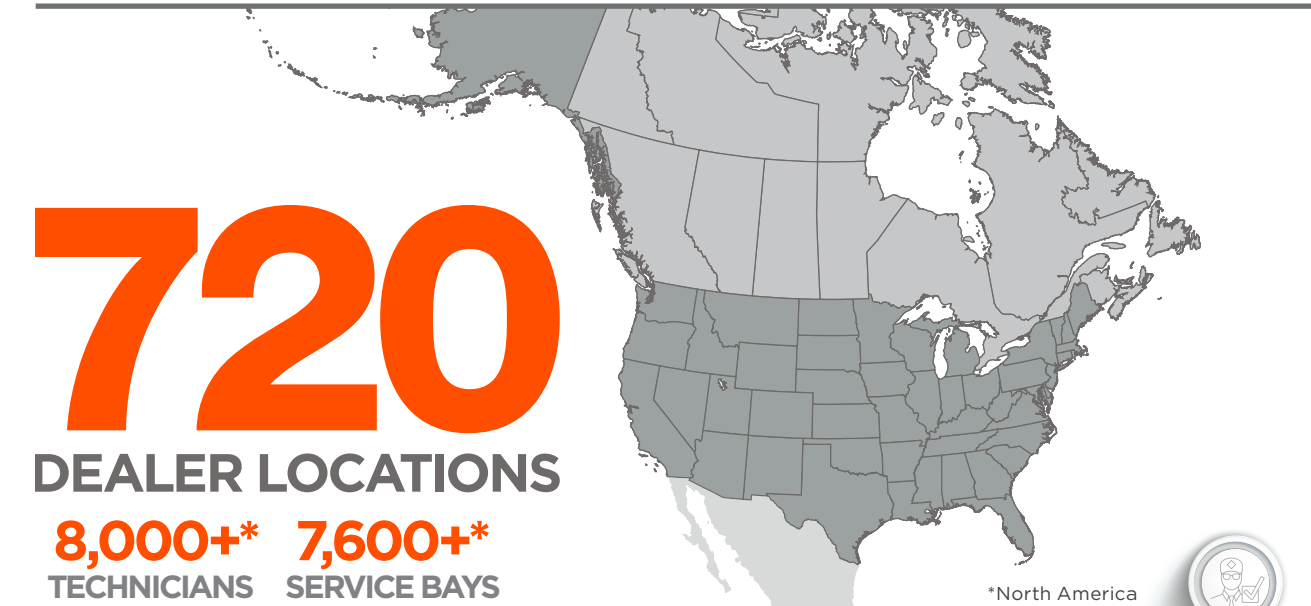 720
DEALER LOCATIONS
8,000+* 7,600+*
TECHNICIANS SERVICE BAYS
*North America